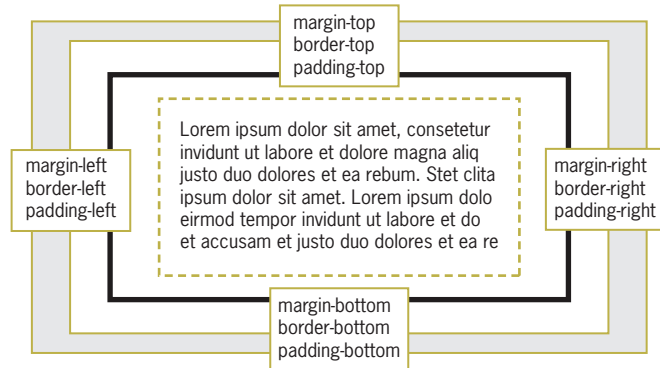 margin-top
border-top
padding-top
Lorem ipsum dolor sit amet, consetetur
invidunt ut labore et dolore magna aliq
justo duo dolores et ea rebum. Stet clita
ipsum dolor sit amet. Lorem ipsum dolo
eirmod tempor invidunt ut labore et do
et accusam et justo duo dolores et ea re
margin-left
border-left
padding-left
margin-right
border-right
padding-right
margin-bottom
border-bottom
padding-bottom